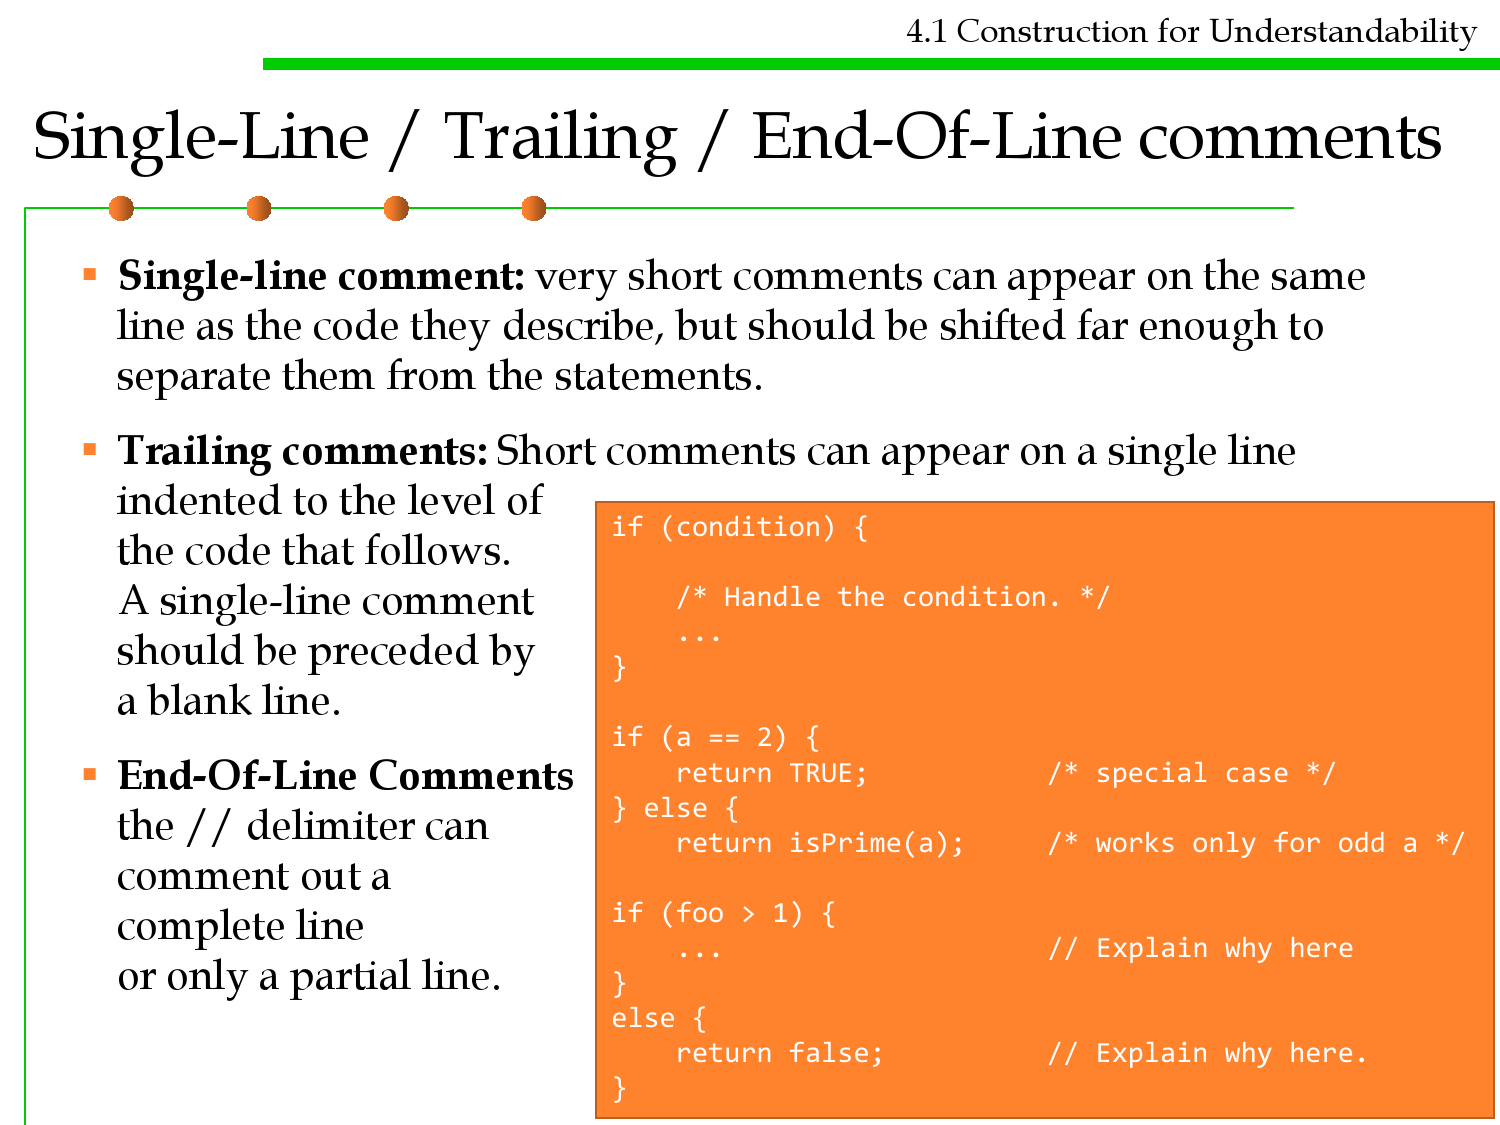 4.1 Construction for Understandability
Single-Line / Trailing / End-Of-Line comments
▪ Single-line comment: very short comments can appear on the same
line as the code they describe, but should be shifted far enough to
separate them from the statements.
▪ Trailing comments: Short comments can appear on a single line
indented to the level of
the code that follows.
A single-line comment
should be preceded by
a blank line.
▪ End-Of-Line Comments
the // delimiter can
comment out a
complete line
or only a partial line.
if (condition) {
    /* Handle the condition. */
    ...
}
if (a == 2) {
    return TRUE;           /* special case */
} else {
    return isPrime(a);     /* works only for odd a */
if (foo > 1) {
    ...                    // Explain why here
}
else {
    return false;          // Explain why here.
}